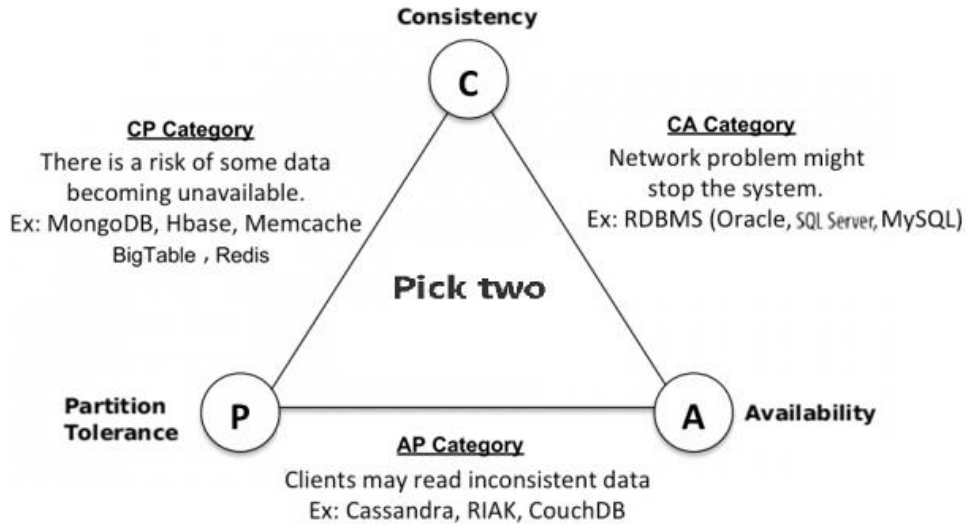 Consistency
C
CP Category
There is a risk of some data
becoming unavailable.
Ex: MongoDB, Hbase, Memcache
BigTable , Redis
CA Category
Network problem might
stop the system.
Ex: RDBMS (Oracle, SQL Server, MySQL)
Pick two
Partition
Tolerance
P
A
Availability
AP Category
Clients may read inconsistent data
Ex: Cassandra, RIAK, CouchDB